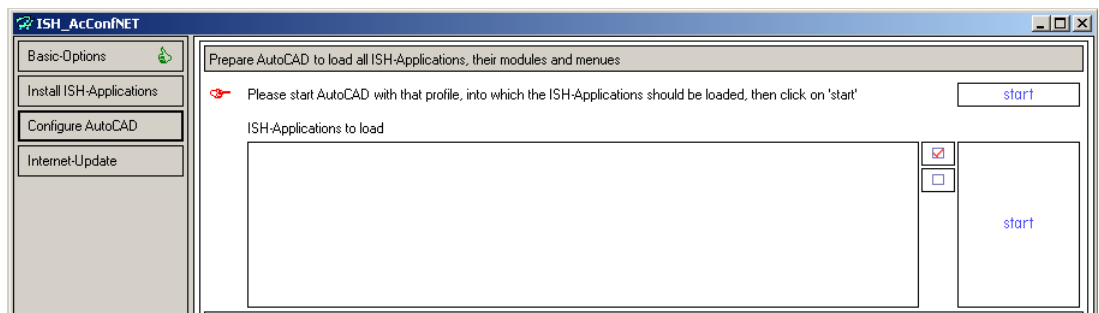 ISH_AcConfNET
Basic-Options
Install ISH-Applications
Configure AutoCAD
Internet-Update
Prepare AutoCAD to load all ISH-Applications, their modules and menues
Please start AutoCAD with that profile, into which the ISH-Applications should be loaded, then click on 'start'
start
ISH-Applications to load
start